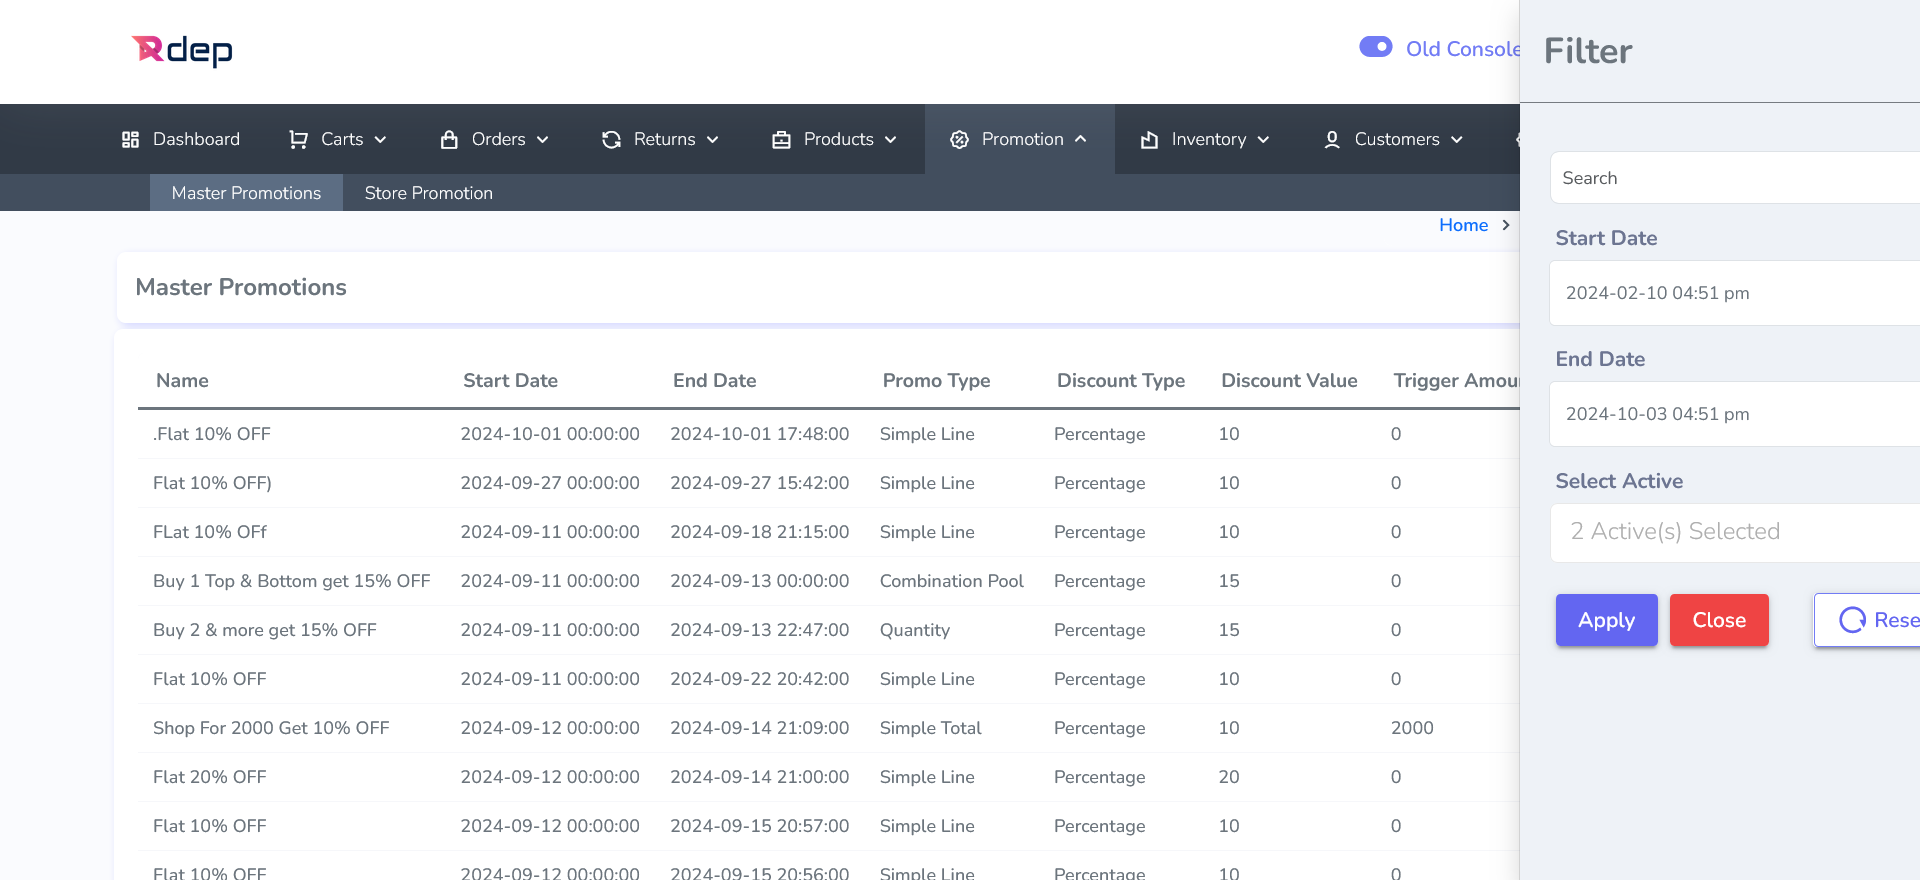 Rdep
Old Console
Dashboard Carts Orders Returns Products Promotion Inventory Customers
Master Promotions Store Promotion
Home >
Master Promotions
Name Start Date End Date Promo Type Discount Type Discount Value Trigger Amou
.Flat 10% OFF 2024-10-01 00:00:00 2024-10-01 17:48:00 Simple Line Percentage 10 0
Flat 10% OFF) 2024-09-27 00:00:00 2024-09-27 15:42:00 Simple Line Percentage 10 0
FLat 10% OFf 2024-09-11 00:00:00 2024-09-18 21:15:00 Simple Line Percentage 10 0
Buy 1 Top & Bottom get 15% OFF 2024-09-11 00:00:00 2024-09-13 00:00:00 Combination Pool Percentage 15 0
Buy 2 & more get 15% OFF 2024-09-11 00:00:00 2024-09-13 22:47:00 Quantity Percentage 15 0
Flat 10% OFF 2024-09-11 00:00:00 2024-09-22 20:42:00 Simple Line Percentage 10 0
Shop For 2000 Get 10% OFF 2024-09-12 00:00:00 2024-09-14 21:09:00 Simple Total Percentage 10 2000
Flat 20% OFF 2024-09-12 00:00:00 2024-09-14 21:00:00 Simple Line Percentage 20 0
Flat 10% OFF 2024-09-12 00:00:00 2024-09-15 20:57:00 Simple Line Percentage 10 0
Flat 10% OFF 2024-09-12 00:00:00 2024-09-15 20:56:00 Simple Line Percentage 10 0
Filter
Search
Start Date
2024-02-10 04:51 pm
End Date
2024-10-03 04:51 pm
Select Active
2 Active(s) Selected
Apply Close Rese